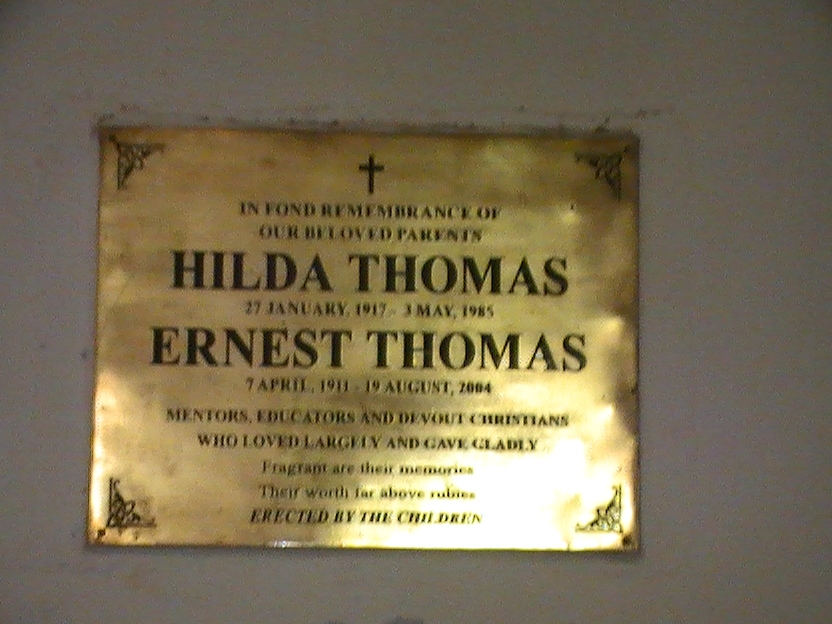 IN FOND REMEMBRANCE OF
OUR BELOVED PARENTS
HILDA THOMAS
27 JANUARY, 1917 - 3 MAY, 1985
ERNEST THOMAS
7 APRIL, 1911 - 19 AUGUST, 2004
MENTORS, EDUCATORS AND DEVOUT CHRISTIANS
WHO LOVED LARGELY AND GAVE GLADLY
Fragrant are their memories
Their worth far above rubies
ERECTED BY THE CHILDREN